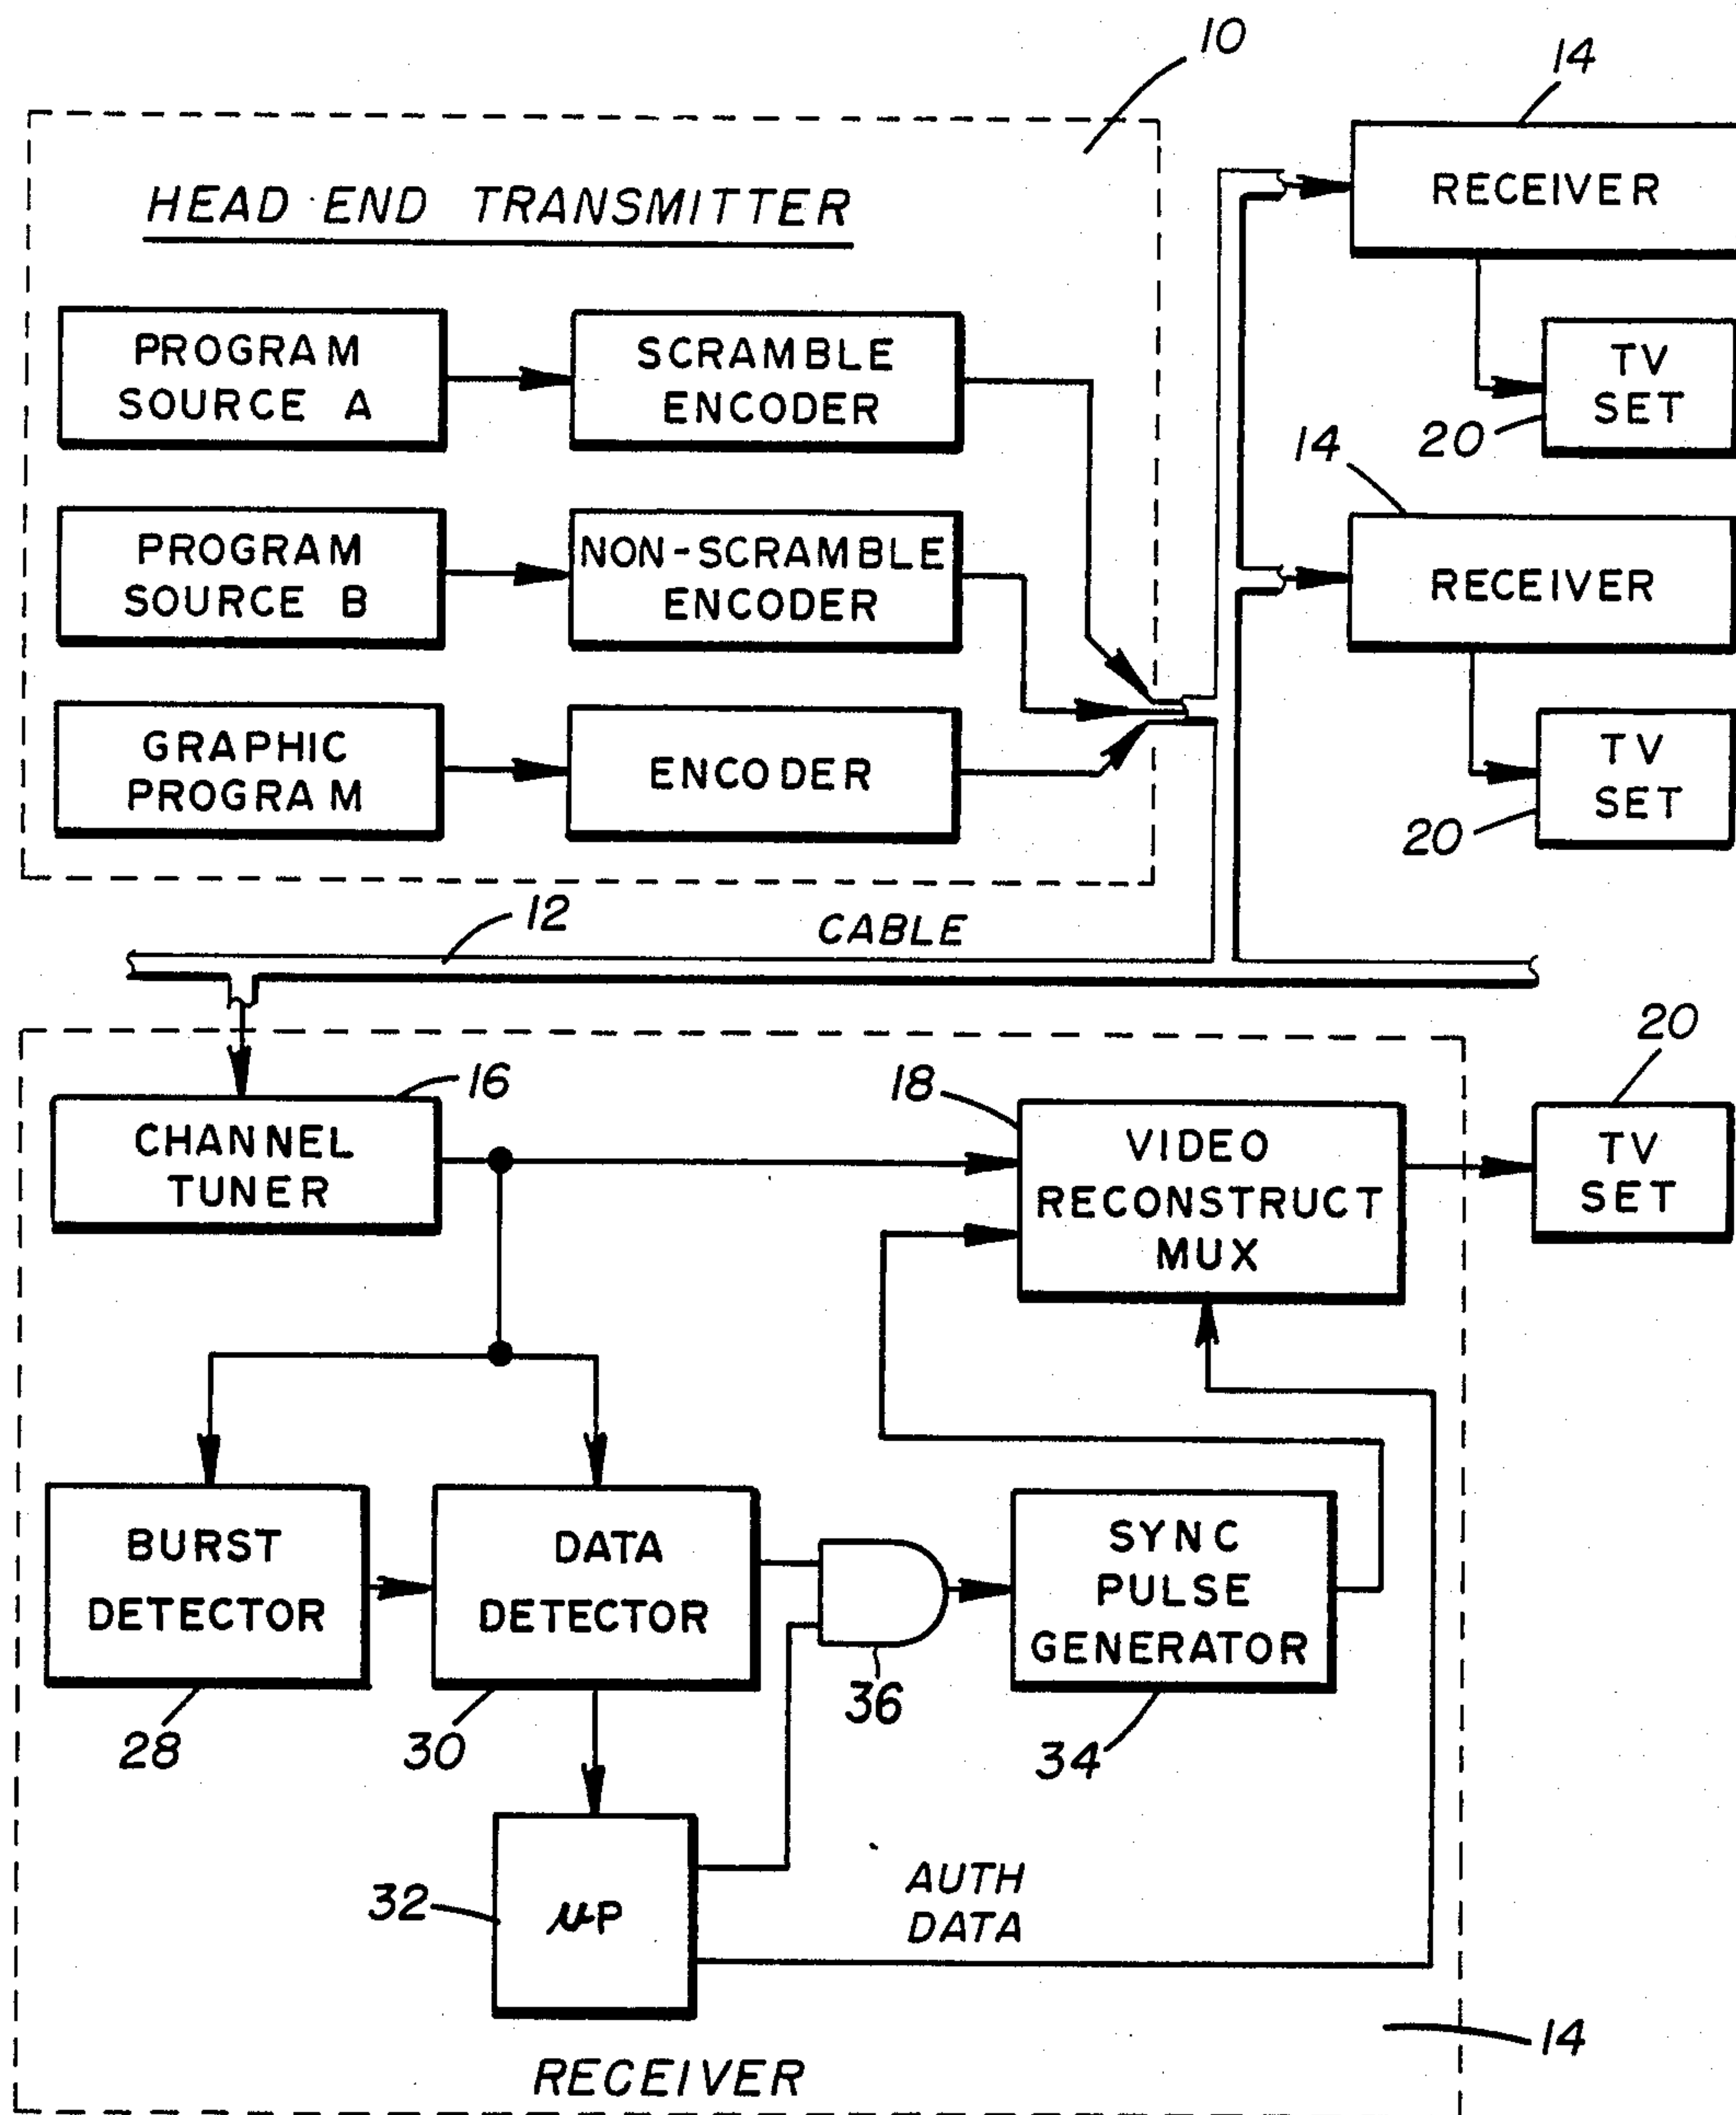 10
14
HEAD END TRANSMITTER
RECEIVER
PROGRAM
SOURCE A
SCRAMBLE
ENCODER
TV
SET
20
14
PROGRAM
SOURCE B
NON-SCRAMBLE
ENCODER
RECEIVER
GRAPHIC
PROGRAM
ENCODER
TV
SET
20
12
CABLE
20
16
18
CHANNEL
TUNER
VIDEO
RECONSTRUCT
MUX
TV
SET
BURST
DETECTOR
DATA
DETECTOR
SYNC
PULSE
GENERATOR
28
30
36
34
32
µP
AUTH
DATA
14
RECEIVER